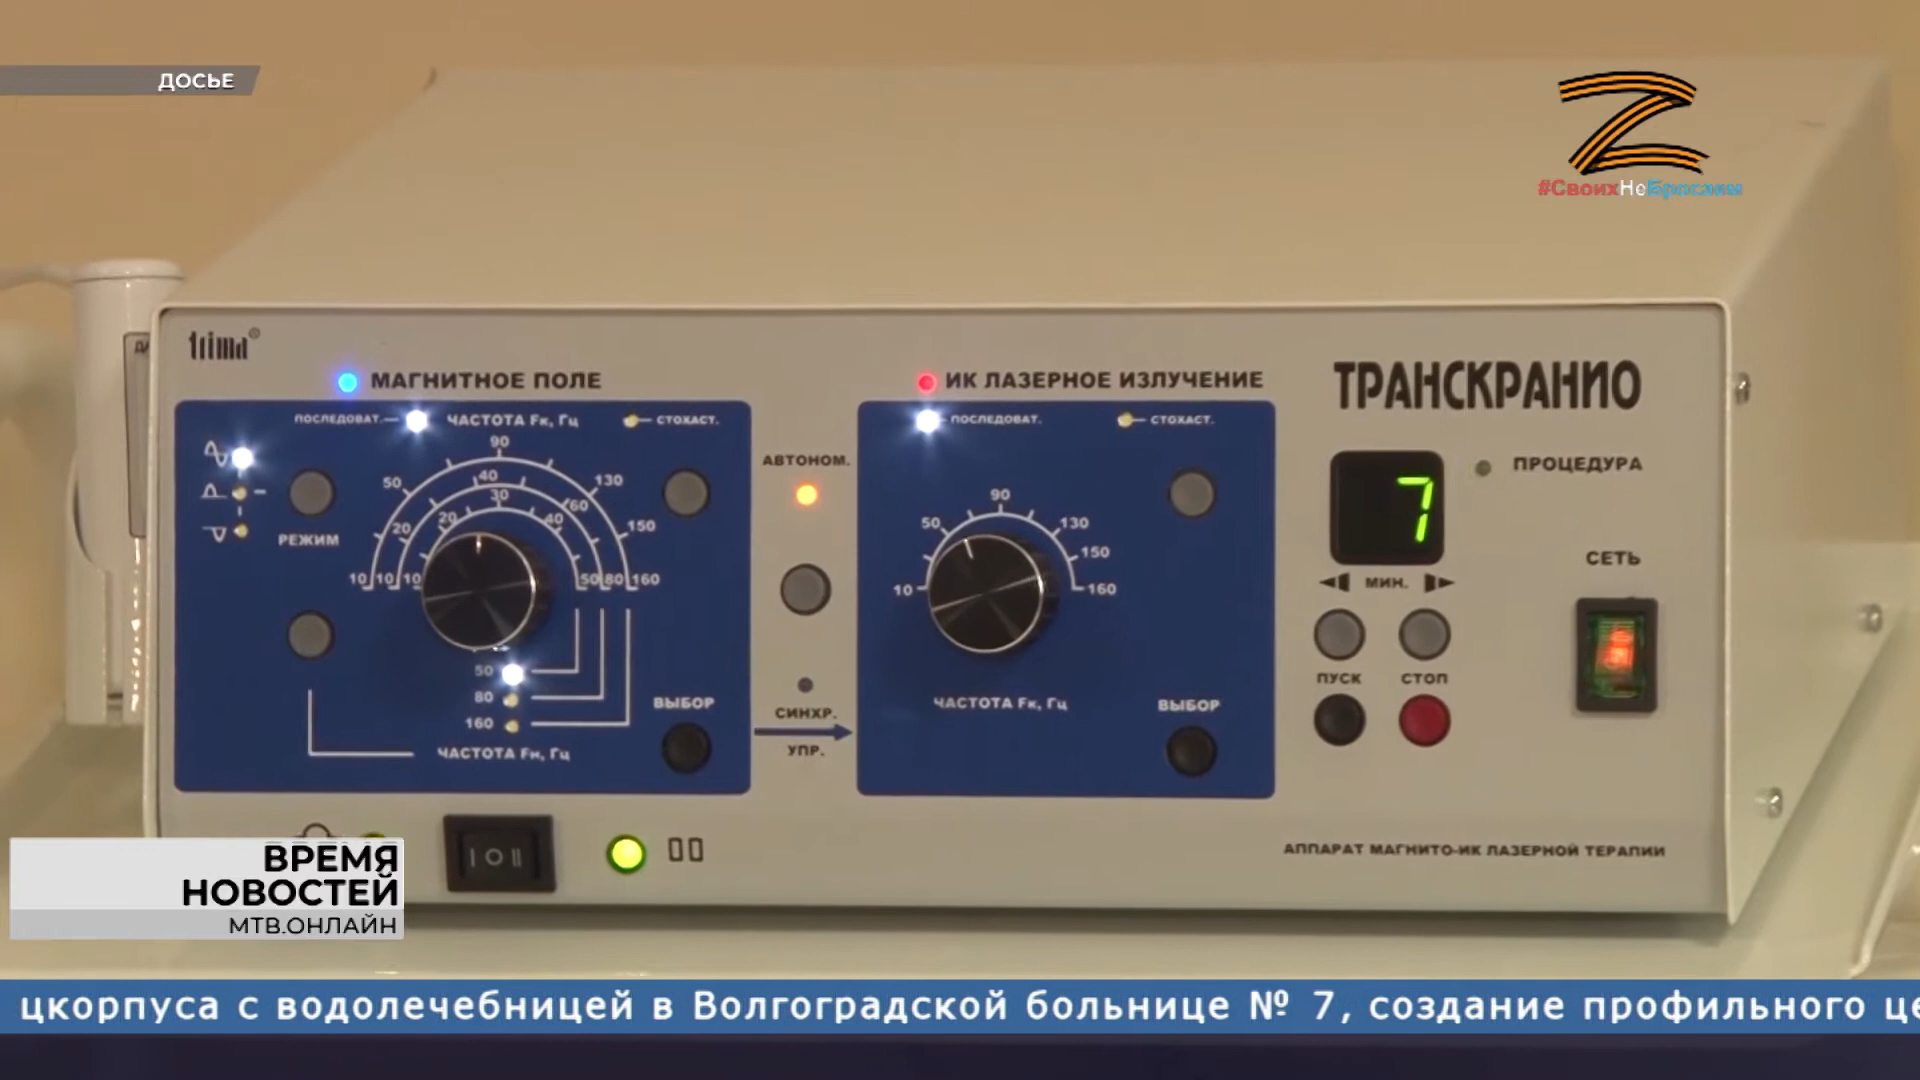 ДОСЬЕ
#СвоихНеБросаем
trima®
МАГНИТНОЕ ПОЛЕ
ИК ЛАЗЕРНОЕ ИЗЛУЧЕНИЕ
ТРАНСКРАНИО
ПОСЛЕДОВАТ.
ЧАСТОТА Fк, Гц
СТОХАСТ.
ПОСЛЕДОВАТ.
СТОХАСТ.
90
50 40 130
30
20 20 40 60 150
10 10 10 50 80 160
РЕЖИМ
50
80
160
ЧАСТОТА Fн, Гц
ВЫБОР
АВТОНОМ.
СИНХР.
УПР.
90
50 130
150
10 160
ЧАСТОТА Fк, Гц
ВЫБОР
7
ПРОЦЕДУРА
МИН.
СЕТЬ
ПУСК СТОП
I O II
АППАРАТ МАГНИТО-ИК ЛАЗЕРНОЙ ТЕРАПИИ
ВРЕМЯ
НОВОСТЕЙ
МТВ.ОНЛАЙН
цкорпуса с водолечебницей в Волгоградской больнице № 7, создание профильного це